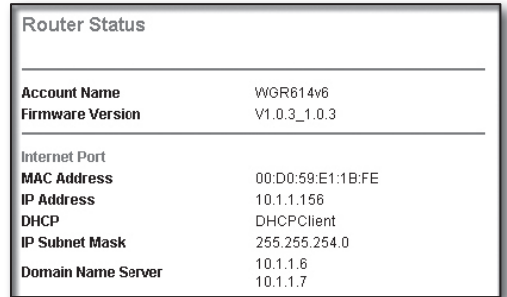 Router Status
Account Name WGR614v6
Firmware Version V1.0.3_1.0.3
Internet Port
MAC Address 00:D0:59:E1:1B:FE
IP Address 10.1.1.156
DHCP DHCPClient
IP Subnet Mask 255.255.254.0
Domain Name Server 10.1.1.6
10.1.1.7